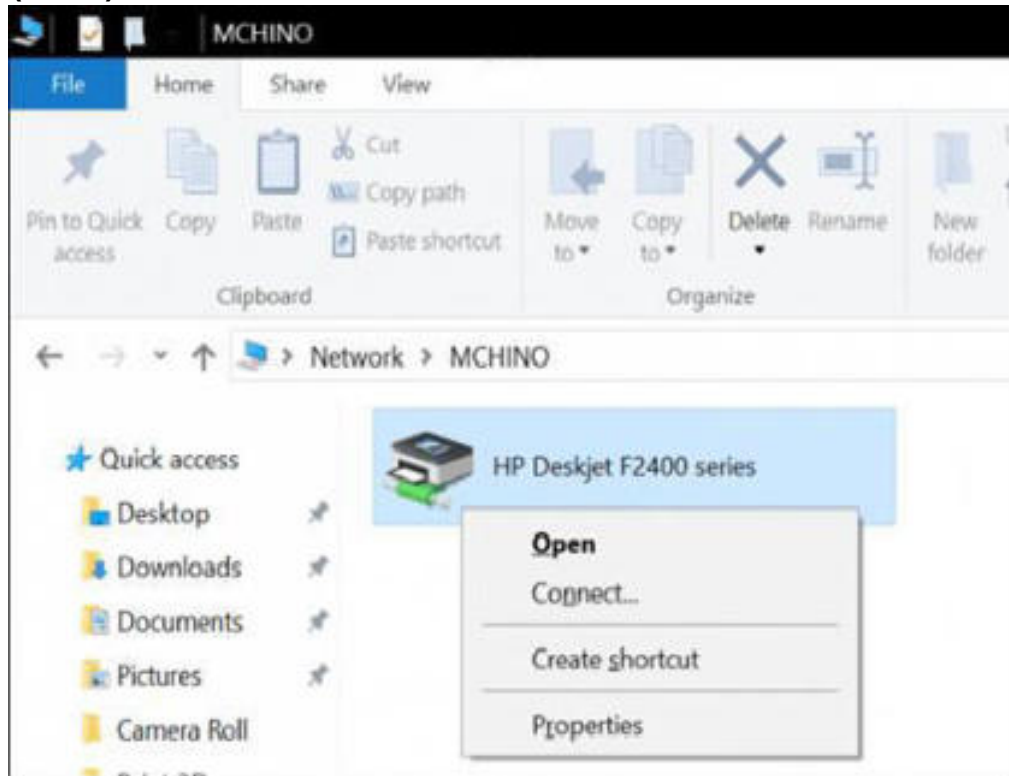 MCHINO
File Home Share View
Pin to Quick access
Copy
Paste
Cut
Copy path
Paste shortcut
Move to
Copy to
Delete
Rename
New folder
Clipboard
Organize
Network > MCHINO
Quick access
Desktop
Downloads
Documents
Pictures
Camera Roll
HP Deskjet F2400 series
Open
Connect...
Create shortcut
Properties